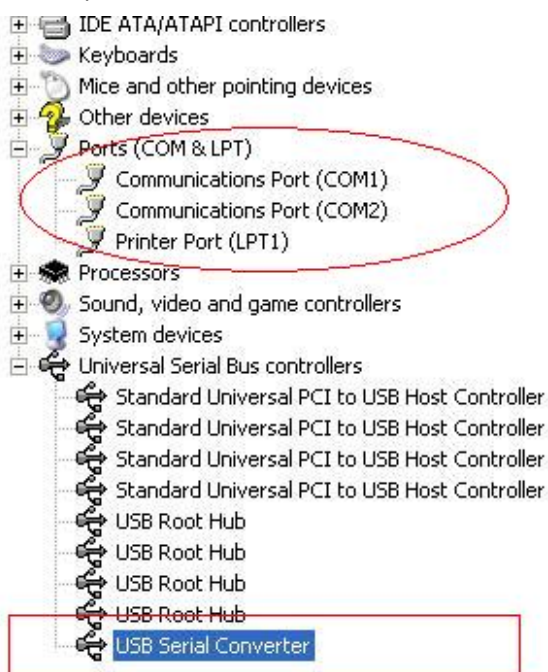 IDE ATA/ATAPI controllers
Keyboards
Mice and other pointing devices
Other devices
Ports (COM & LPT)
Communications Port (COM1)
Communications Port (COM2)
Printer Port (LPT1)
Processors
Sound, video and game controllers
System devices
Universal Serial Bus controllers
Standard Universal PCI to USB Host Controller
Standard Universal PCI to USB Host Controller
Standard Universal PCI to USB Host Controller
Standard Universal PCI to USB Host Controller
USB Root Hub
USB Root Hub
USB Root Hub
USB Root Hub
USB Serial Converter